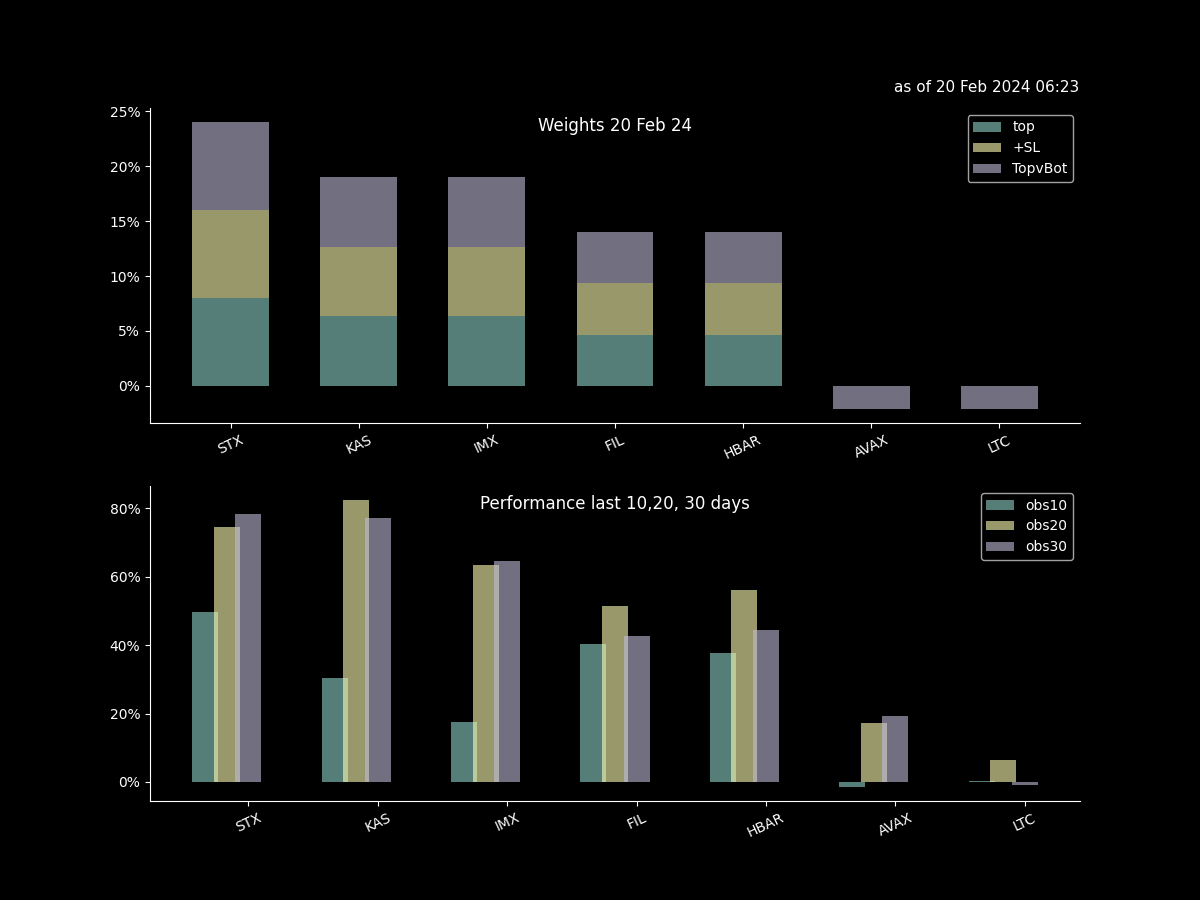 as of 20 Feb 2024 06:23
Weights 20 Feb 24
25%
20%
15%
10%
5%
0%
top
+SL
TopvBot
STX KAS IMX FIL HBAR AVAX LTC
Performance last 10,20, 30 days
80%
60%
40%
20%
0%
obs10
obs20
obs30
STX KAS IMX FIL HBAR AVAX LTC